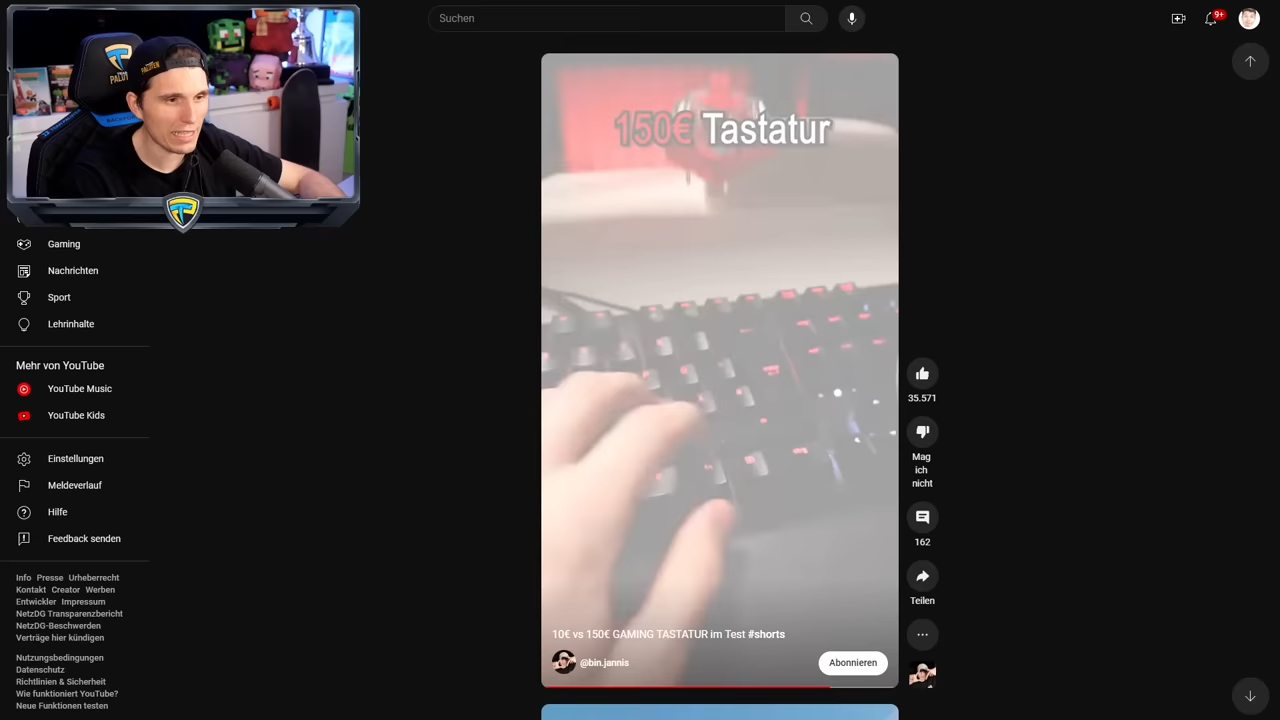 Suchen
9+
150€ Tastatur
Gaming
Nachrichten
Sport
Lehrinhalte
Mehr von YouTube
YouTube Music
YouTube Kids
Einstellungen
Meldeverlauf
Hilfe
Feedback senden
Info Presse Urheberrecht
Kontakt Creator Werben
Entwickler Impressum
NetzDG Transparenzbericht
NetzDG-Beschwerden
Verträge hier kündigen
Nutzungsbedingungen
Datenschutz
Richtlinien & Sicherheit
Wie funktioniert YouTube?
Neue Funktionen testen
10€ vs 150€ GAMING TASTATUR im Test #shorts
@bin.jannis
Abonnieren
35.571
Mag
ich
nicht
162
Teilen